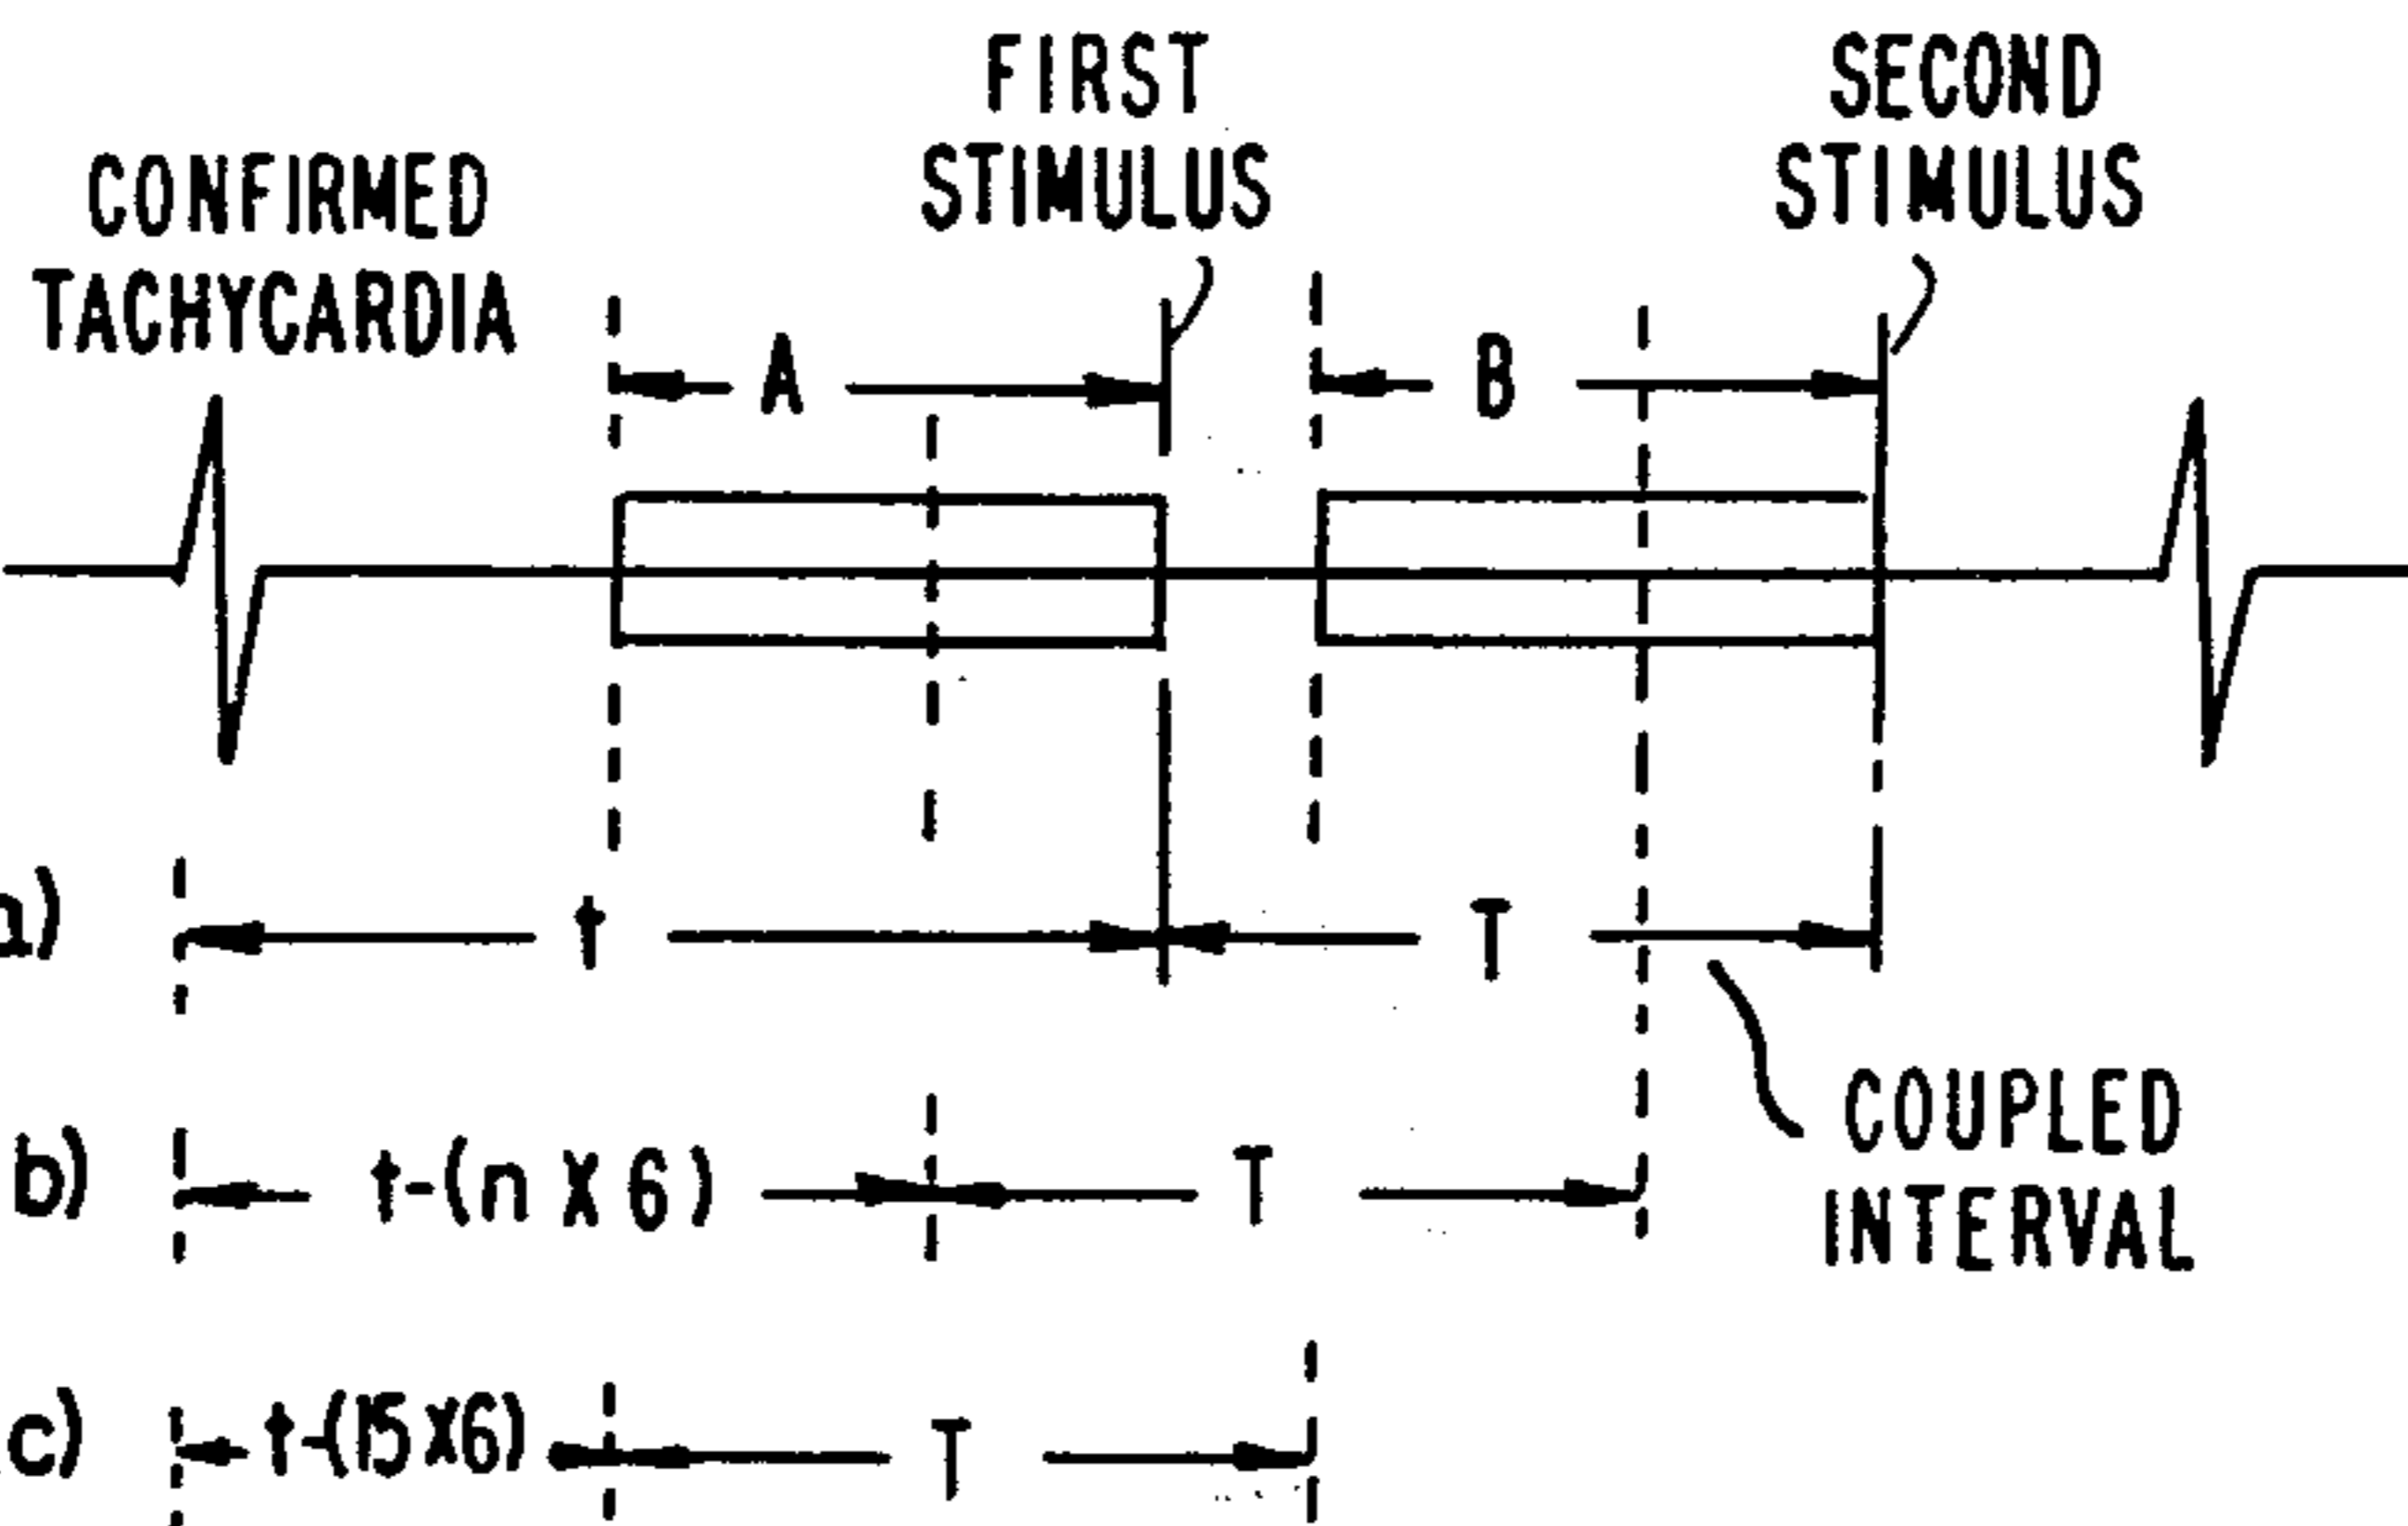 FIRST
STIMULUS
SECOND
STIMULUS
CONFIRMED
TACHYCARDIA
A
B
t
T
COUPLED
INTERVAL
b)
t-(n X 6)
T
c)
t-(15X6)
T